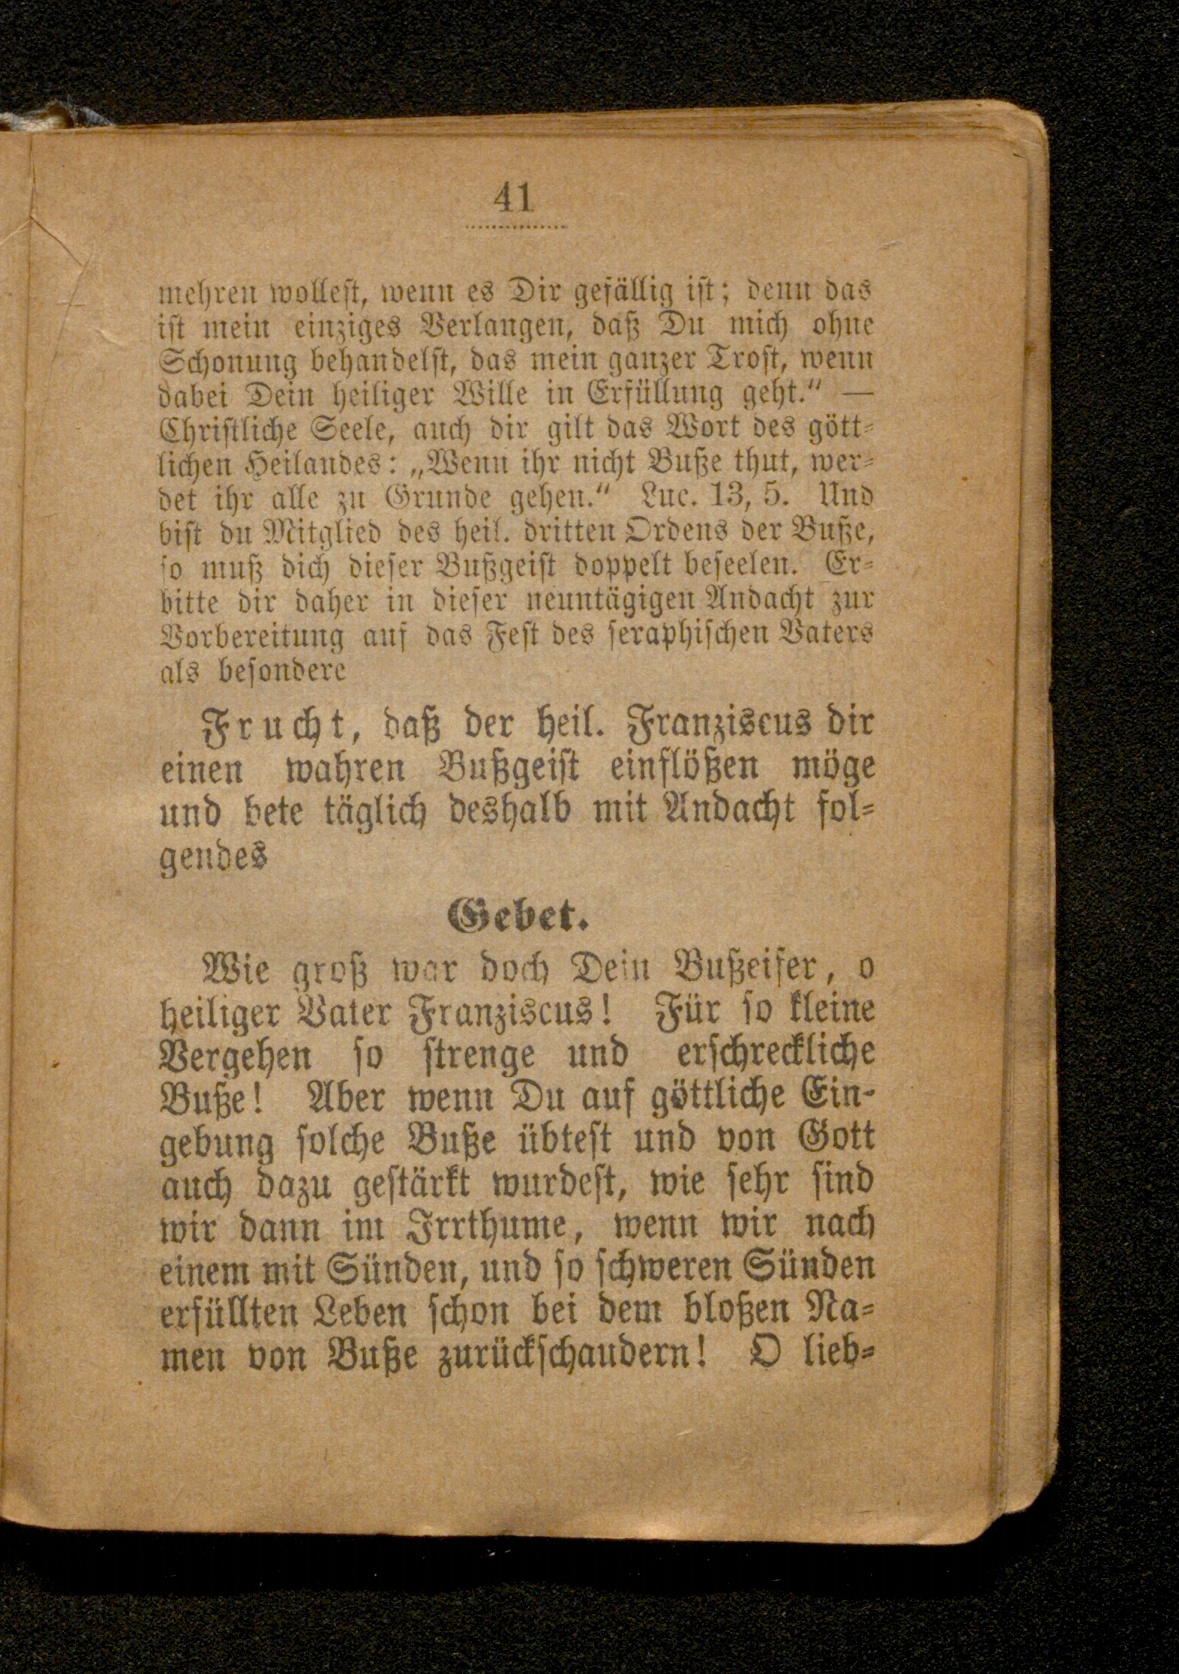 41
mehren wollest, wenn es Dir gefällig ist; denn das
ist mein einziges Verlangen, daß Du mich ohne
Schonung behandelst, das mein ganzer Trost, wenn
dabei Dein heiliger Wille in Erfüllung geht.“ —
Christliche Seele, auch dir gilt das Wort des gött-
lichen Heilandes: „Wenn ihr nicht Buße thut, wer-
det ihr alle zu Grunde gehen.“ Luc. 13, 5. Und
bist du Mitglied des heil. dritten Ordens der Buße,
so muß dich dieser Bußgeist doppelt beseelen. Er-
bitte dir daher in dieser neuntägigen Andacht zur
Vorbereitung auf das Fest des seraphischen Vaters
als besondere
Frucht, daß der heil. Franziscus dir
einen wahren Bußgeist einflößen möge
und bete täglich deshalb mit Andacht fol-
gendes
Gebet.
Wie groß war doch Dein Bußeifer, o
heiliger Vater Franziscus! Für so kleine
Vergehen so strenge und erschreckliche
Buße! Aber wenn Du auf göttliche Ein-
gebung solche Buße übtest und von Gott
auch dazu gestärkt wurdest, wie sehr sind
wir dann im Irrthume, wenn wir nach
einem mit Sünden, und so schweren Sünden
erfüllten Leben schon bei dem bloßen Na-
men von Buße zurückschaudern! O lieb-